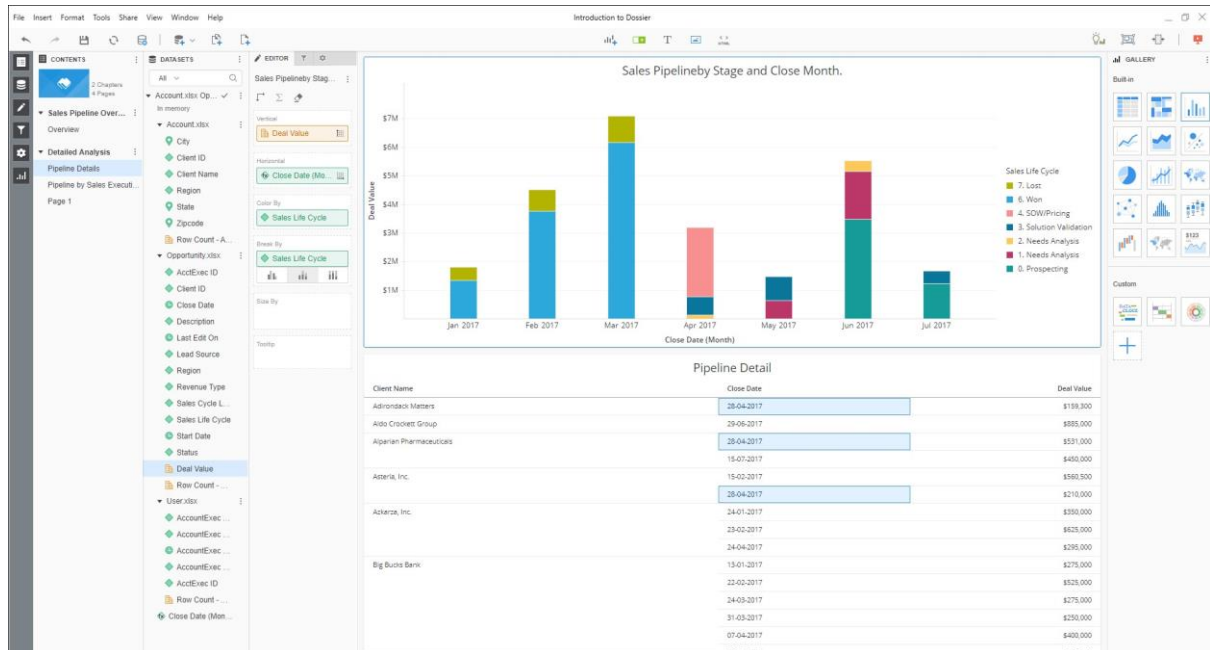 File Insert Format Tools Share View Window Help
Introduction to Dossier
T
HTML
CONTENTS
2 Chapters
4 Pages
Sales Pipeline Over...
Overview
Detailed Analysis
Pipeline Details
Pipeline by Sales Executi...
Page 1
DATASETS
All
Account.xlsx Op...
In memory
Account.xlsx
City
Client ID
Client Name
Region
State
Zipcode
Row Count - A...
Opportunity.xlsx
AcctExec ID
Client ID
Close Date
Description
Last Edit On
Lead Source
Region
Revenue Type
Sales Cycle L...
Sales Life Cycle
Start Date
Status
Deal Value
Row Count - ...
User.xlsx
AccountExec ...
AccountExec ...
AccountExec ...
AccountExec ...
AcctExec ID
Row Count - ...
Close Date (Mon...
EDITOR
Sales Pipelineby Stag...
Vertical
Deal Value
Horizontal
Close Date (Mo...
Color By
Sales Life Cycle
Break By
Sales Life Cycle
Size By
Tooltip
Sales Pipelineby Stage and Close Month.
Deal Value
$7M
$6M
$5M
$4M
$3M
$2M
$1M
Jan 2017 Feb 2017 Mar 2017 Apr 2017 May 2017 Jun 2017 Jul 2017
Close Date (Month)
Sales Life Cycle
7. Lost
6. Won
4. SOW/Pricing
3. Solution Validation
2. Needs Analysis
1. Needs Analysis
0. Prospecting
Pipeline Detail
Client Name Close Date Deal Value
Adirondack Matters 28-04-2017 $159,300
Aldo Crockett Group 29-06-2017 $885,000
Alparian Pharmaceuticals 28-04-2017 $531,000
15-07-2017 $450,000
Asteria, Inc. 15-02-2017 $560,500
28-04-2017 $210,000
Azkarza, Inc. 24-01-2017 $350,000
23-02-2017 $625,000
24-04-2017 $295,000
Big Bucks Bank 13-01-2017 $275,000
22-02-2017 $525,000
24-03-2017 $275,000
31-03-2017 $250,000
07-04-2017 $400,000
GALLERY
Built-in
$123
Custom